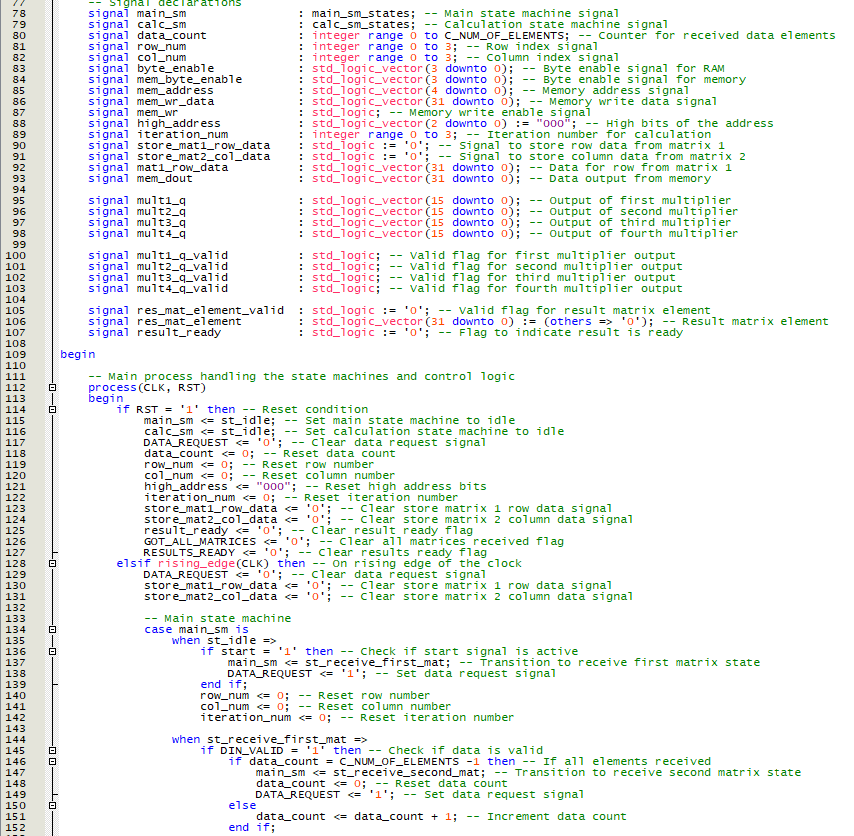 77 -- Signal declarations
78 signal main_sm : main_sm_states; -- Main state machine signal
79 signal calc_sm : calc_sm_states; -- Calculation state machine signal
80 signal data_count : integer range 0 to C_NUM_OF_ELEMENTS; -- Counter for received data elements
81 signal row_num : integer range 0 to 3; -- Row index signal
82 signal col_num : integer range 0 to 3; -- Column index signal
83 signal byte_enable : std_logic_vector(3 downto 0); -- Byte enable signal for RAM
84 signal mem_byte_enable : std_logic_vector(3 downto 0); -- Byte enable signal for memory
85 signal mem_address : std_logic_vector(4 downto 0); -- Memory address signal
86 signal mem_wr_data : std_logic_vector(31 downto 0); -- Memory write data signal
87 signal mem_wr : std_logic; -- Memory write enable signal
88 signal high_address : std_logic_vector(2 downto 0) := "000"; -- High bits of the address
89 signal iteration_num : integer range 0 to 3; -- Iteration number for calculation
90 signal store_mat1_row_data : std_logic := '0'; -- Signal to store row data from matrix 1
91 signal store_mat2_col_data : std_logic := '0'; -- Signal to store column data from matrix 2
92 signal mat1_row_data : std_logic_vector(31 downto 0); -- Data for row from matrix 1
93 signal mem_dout : std_logic_vector(31 downto 0); -- Data output from memory
94
95 signal mult1_q : std_logic_vector(15 downto 0); -- Output of first multiplier
96 signal mult2_q : std_logic_vector(15 downto 0); -- Output of second multiplier
97 signal mult3_q : std_logic_vector(15 downto 0); -- Output of third multiplier
98 signal mult4_q : std_logic_vector(15 downto 0); -- Output of fourth multiplier
99
100 signal mult1_q_valid : std_logic; -- Valid flag for first multiplier output
101 signal mult2_q_valid : std_logic; -- Valid flag for second multiplier output
102 signal mult3_q_valid : std_logic; -- Valid flag for third multiplier output
103 signal mult4_q_valid : std_logic; -- Valid flag for fourth multiplier output
104
105 signal res_mat_element_valid : std_logic := '0'; -- Valid flag for result matrix element
106 signal res_mat_element : std_logic_vector(31 downto 0) := (others => '0'); -- Result matrix element
107 signal result_ready : std_logic := '0'; -- Flag to indicate result is ready
108
109 begin
110
111 -- Main process handling the state machines and control logic
112 process(CLK, RST)
113 begin
114 if RST = '1' then -- Reset condition
115 main_sm <= st_idle; -- Set main state machine to idle
116 calc_sm <= st_idle; -- Set calculation state machine to idle
117 DATA_REQUEST <= '0'; -- Clear data request signal
118 data_count <= 0; -- Reset data count
119 row_num <= 0; -- Reset row number
120 col_num <= 0; -- Reset column number
121 high_address <= "000"; -- Reset high address bits
122 iteration_num <= 0; -- Reset iteration number
123 store_mat1_row_data <= '0'; -- Clear store matrix 1 row data signal
124 store_mat2_col_data <= '0'; -- Clear store matrix 2 column data signal
125 result_ready <= '0'; -- Clear result ready flag
126 GOT_ALL_MATRICES <= '0'; -- Clear all matrices received flag
127 RESULTS_READY <= '0'; -- Clear results ready flag
128 elsif rising_edge(CLK) then -- On rising edge of the clock
129 DATA_REQUEST <= '0'; -- Clear data request signal
130 store_mat1_row_data <= '0'; -- Clear store matrix 1 row data signal
131 store_mat2_col_data <= '0'; -- Clear store matrix 2 column data signal
132
133 -- Main state machine
134 case main_sm is
135 when st_idle =>
136 if start = '1' then -- Check if start signal is active
137 main_sm <= st_receive_first_mat; -- Transition to receive first matrix state
138 DATA_REQUEST <= '1'; -- Set data request signal
139 end if;
140 row_num <= 0; -- Reset row number
141 col_num <= 0; -- Reset column number
142 iteration_num <= 0; -- Reset iteration number
143
144 when st_receive_first_mat =>
145 if DIN_VALID = '1' then -- Check if data is valid
146 if data_count = C_NUM_OF_ELEMENTS -1 then -- If all elements received
147 main_sm <= st_receive_second_mat; -- Transition to receive second matrix state
148 data_count <= 0; -- Reset data count
149 DATA_REQUEST <= '1'; -- Set data request signal
150 else
151 data_count <= data_count + 1; -- Increment data count
152 end if;